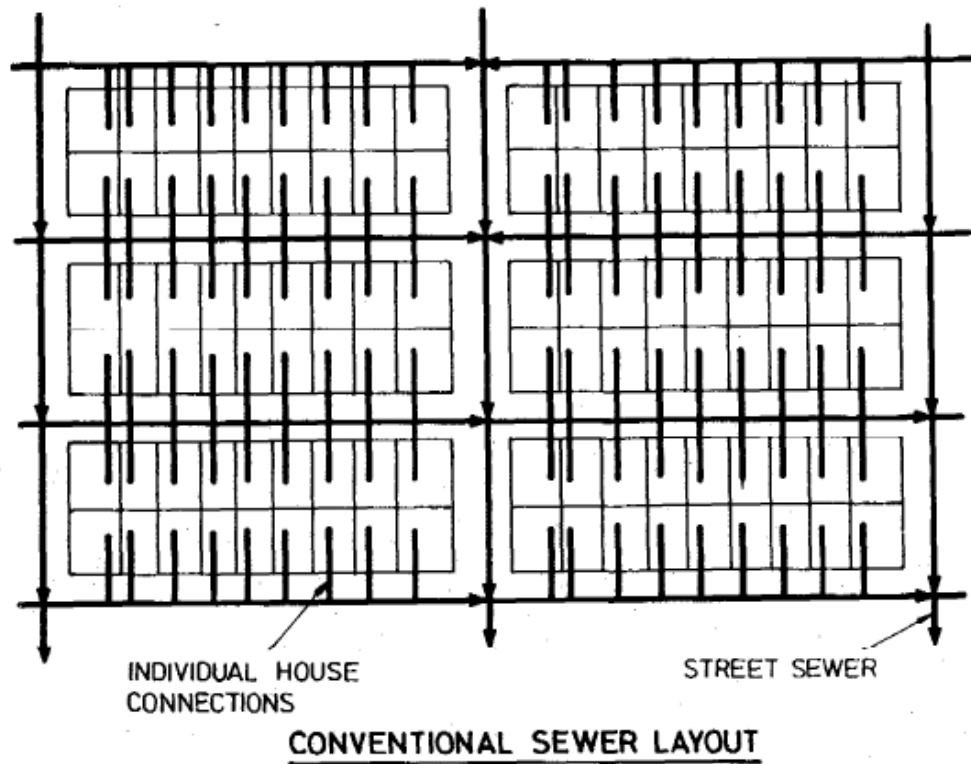 INDIVIDUAL HOUSE
CONNECTIONS
STREET SEWER
CONVENTIONAL SEWER LAYOUT